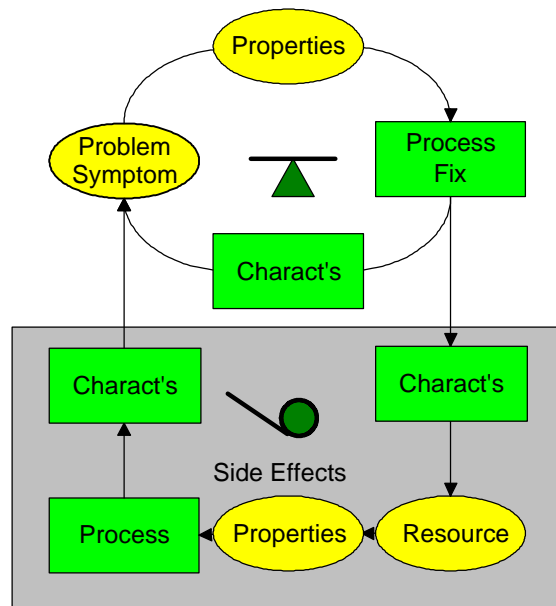 Properties
Problem
Symptom
Process
Fix
Charact's
Charact's
Charact's
Side Effects
Process
Properties
Resource